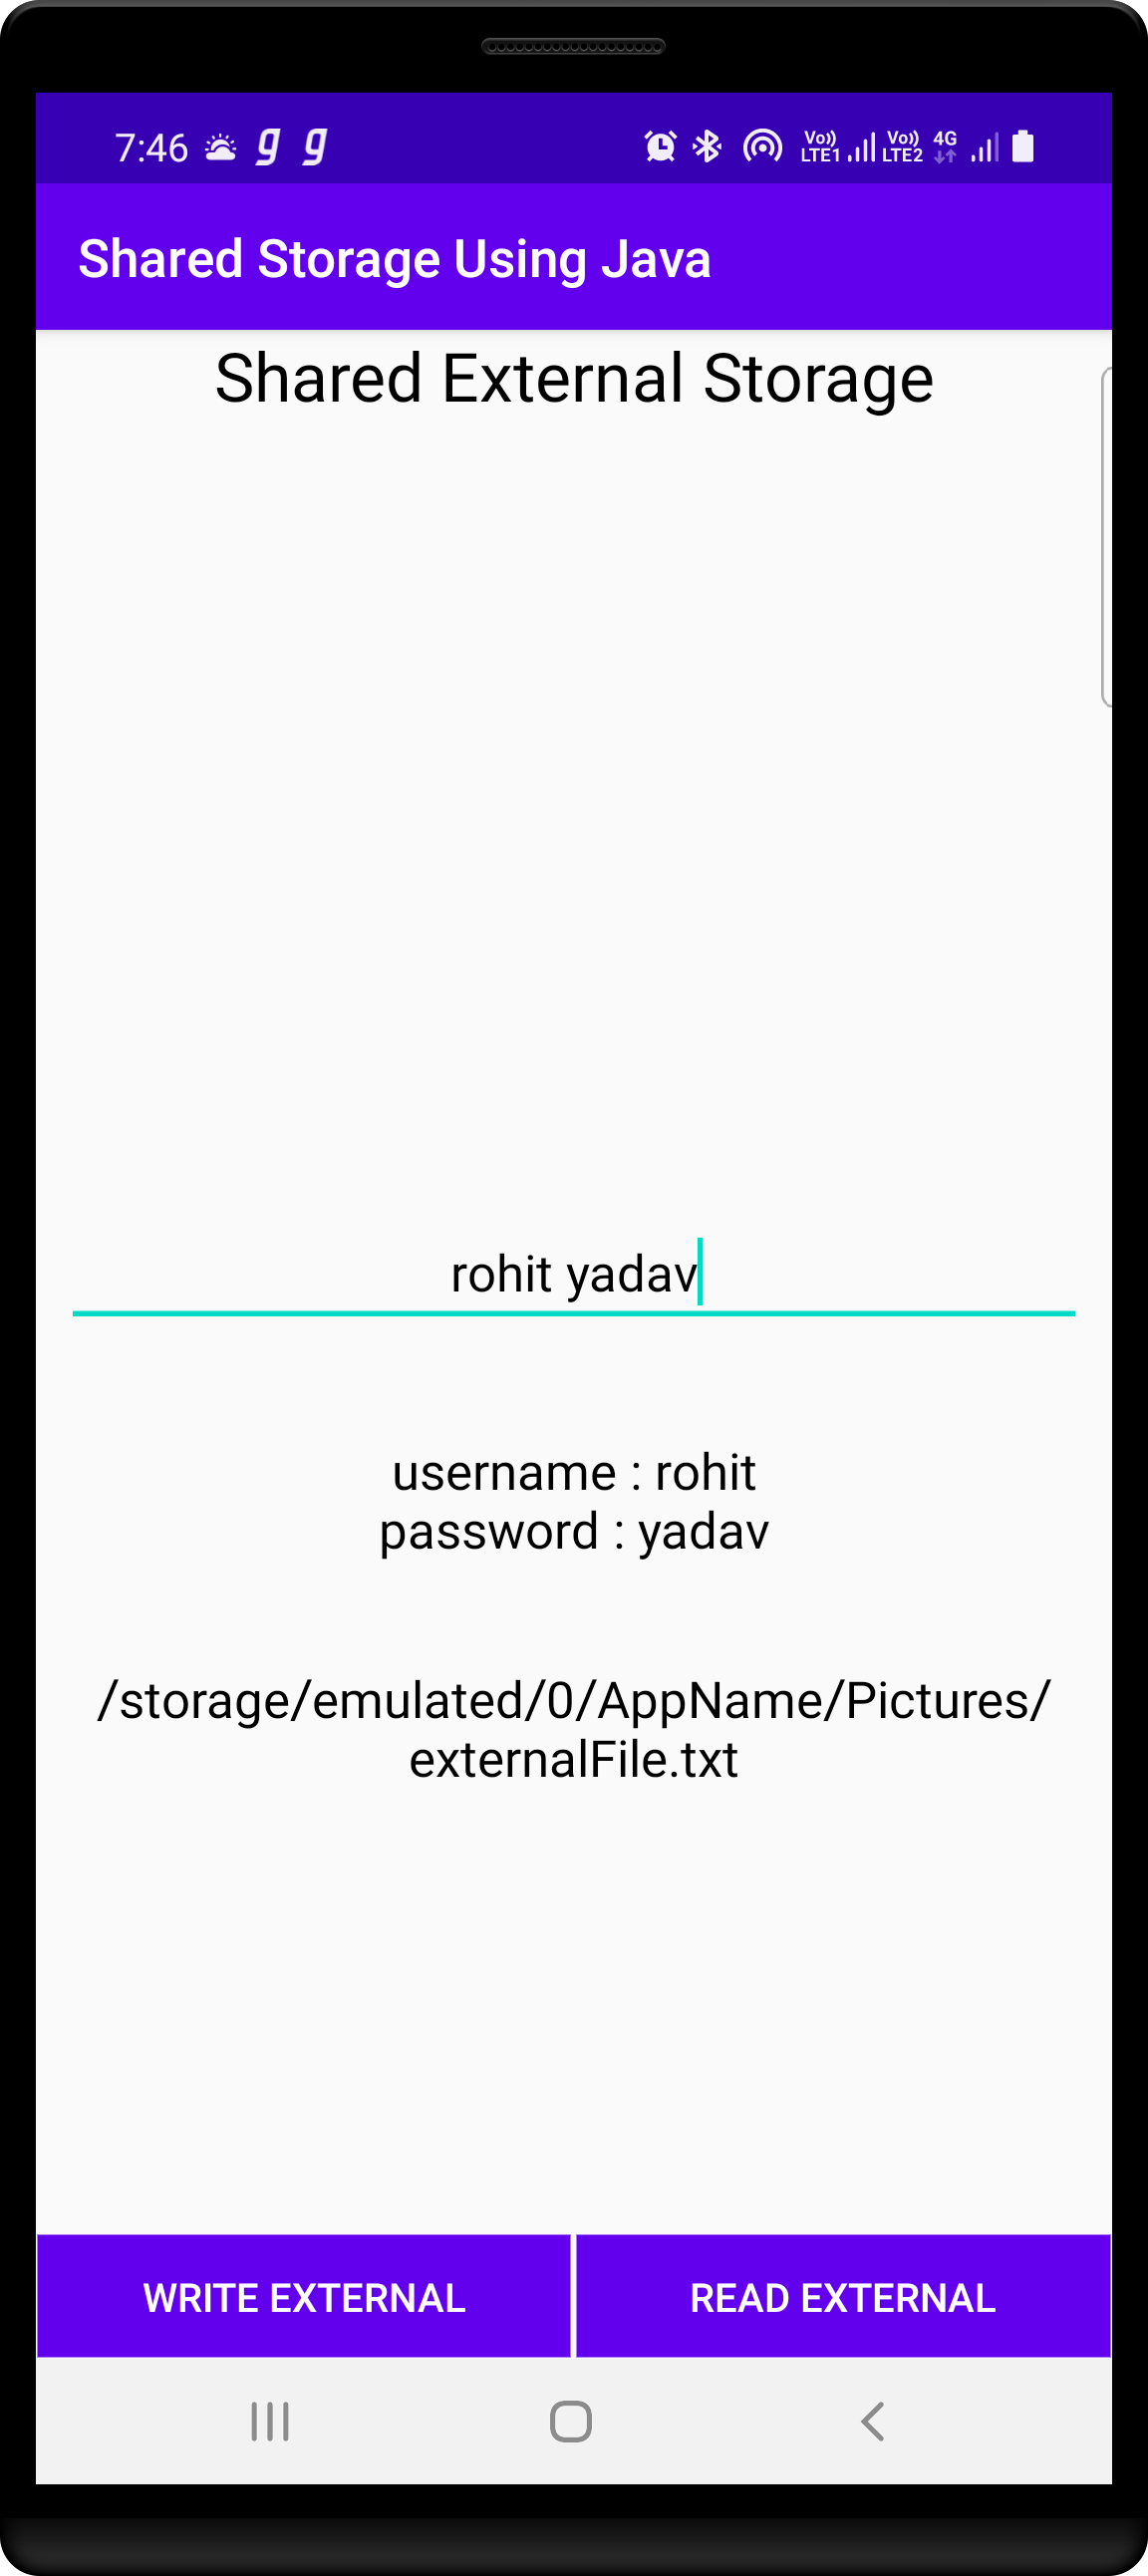 7:46 g g Vo)) LTE1 Vo)) LTE2 4G
Shared Storage Using Java
Shared External Storage
rohit yadav
username : rohit
password : yadav
/storage/emulated/0/AppName/Pictures/
externalFile.txt
WRITE EXTERNAL READ EXTERNAL